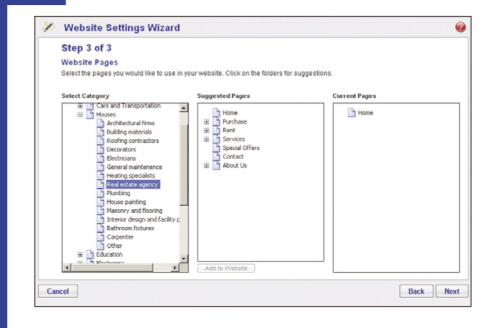 Website Settings Wizard
Step 3 of 3
Website Pages
Select the pages you would like to use in your website. Click on the folders for suggestions.
Select Category
Cars and Transportation
Houses
Architectural firms
Building materials
Roofing contractors
Decorators
Electricians
General maintenence
Heating specialists
Real estate agency
Plumbing
House painting
Masonry and flooring
Interior design and facility p
Bathroom fixtures
Carpenter
Other
Education
Electronics
Suggested Pages
Home
Purchase
Rent
Services
Special Offers
Contact
About Us
Add to Website
Current Pages
Home
Cancel
Back
Next